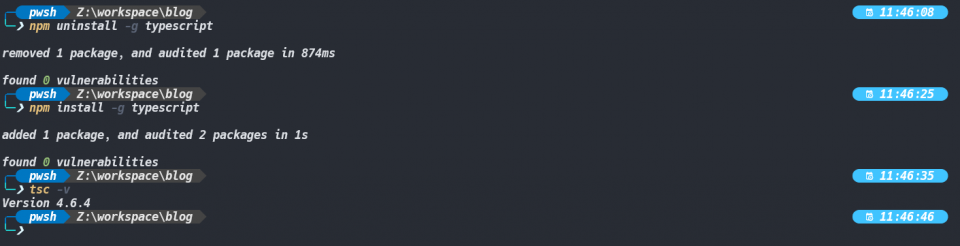 pwsh Z:\workspace\blog 11:46:08
❯ npm uninstall -g typescript
removed 1 package, and audited 1 package in 874ms
found 0 vulnerabilities
pwsh Z:\workspace\blog 11:46:25
❯ npm install -g typescript
added 1 package, and audited 2 packages in 1s
found 0 vulnerabilities
pwsh Z:\workspace\blog 11:46:35
❯ tsc -v
Version 4.6.4
pwsh Z:\workspace\blog 11:46:46
❯